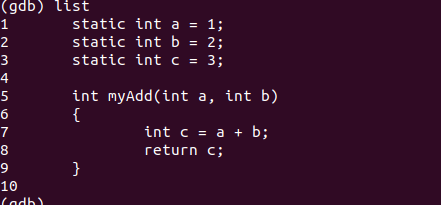 (gdb) list
1 static int a = 1;
2 static int b = 2;
3 static int c = 3;
4
5 int myAdd(int a, int b)
6 {
7 int c = a + b;
8 return c;
9 }
10
(gdb)